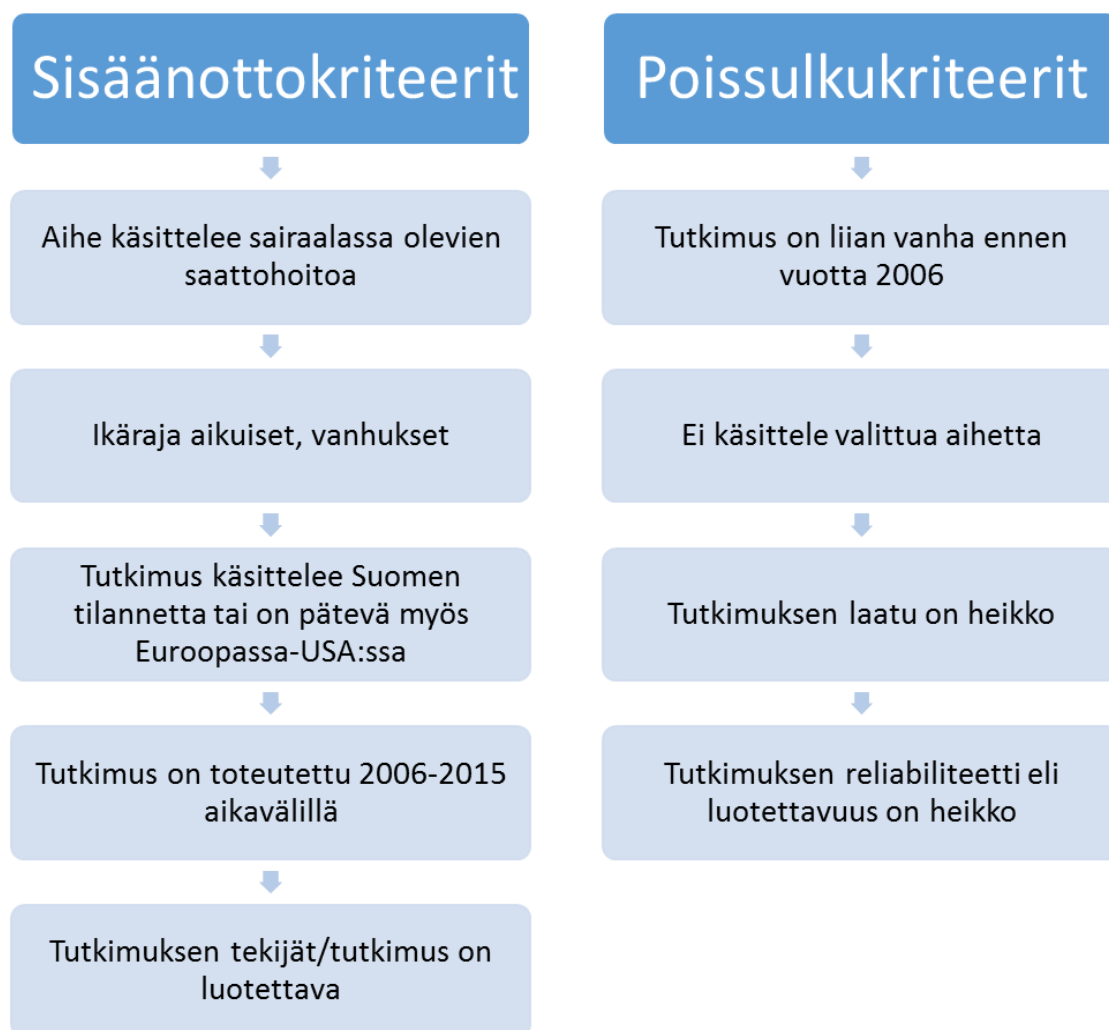 Sisäänottokriteerit
Aihe käsittelee sairaalassa olevien
saattohoitoa
Ikäraja aikuiset, vanhukset
Tutkimus käsittelee Suomen
tilannetta tai on pätevä myös
Euroopassa-USA:ssa
Tutkimus on toteutettu 2006-2015
aikavälillä
Tutkimuksen tekijät/tutkimus on
luotettava
Poissulkukriteerit
Tutkimus on liian vanha ennen
vuotta 2006
Ei käsittele valittua aihetta
Tutkimuksen laatu on heikko
Tutkimuksen reliabiliteetti eli
luotettavuus on heikko